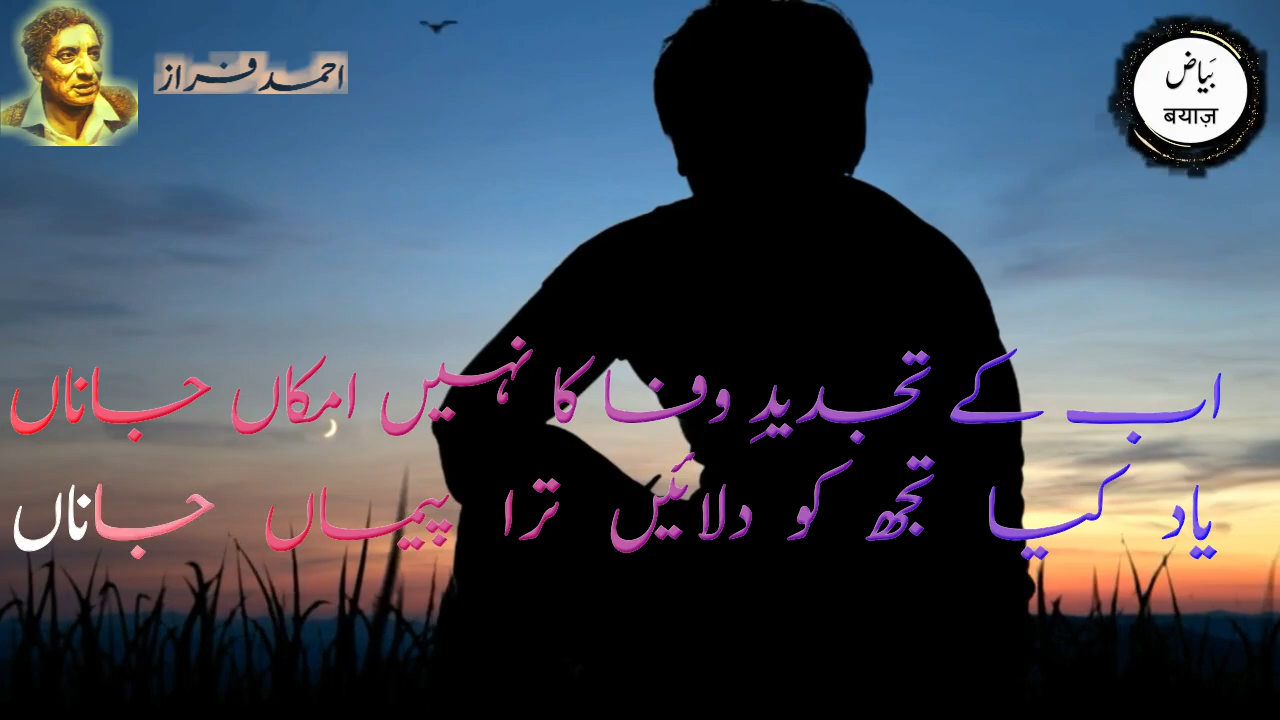 احمد فراز
بَیاض
बयाज़
اب کے تجدیدِ وفا کا نہیں امکاں جاناں
یاد کیا تجھ کو دلائیں ترا پیماں جاناں